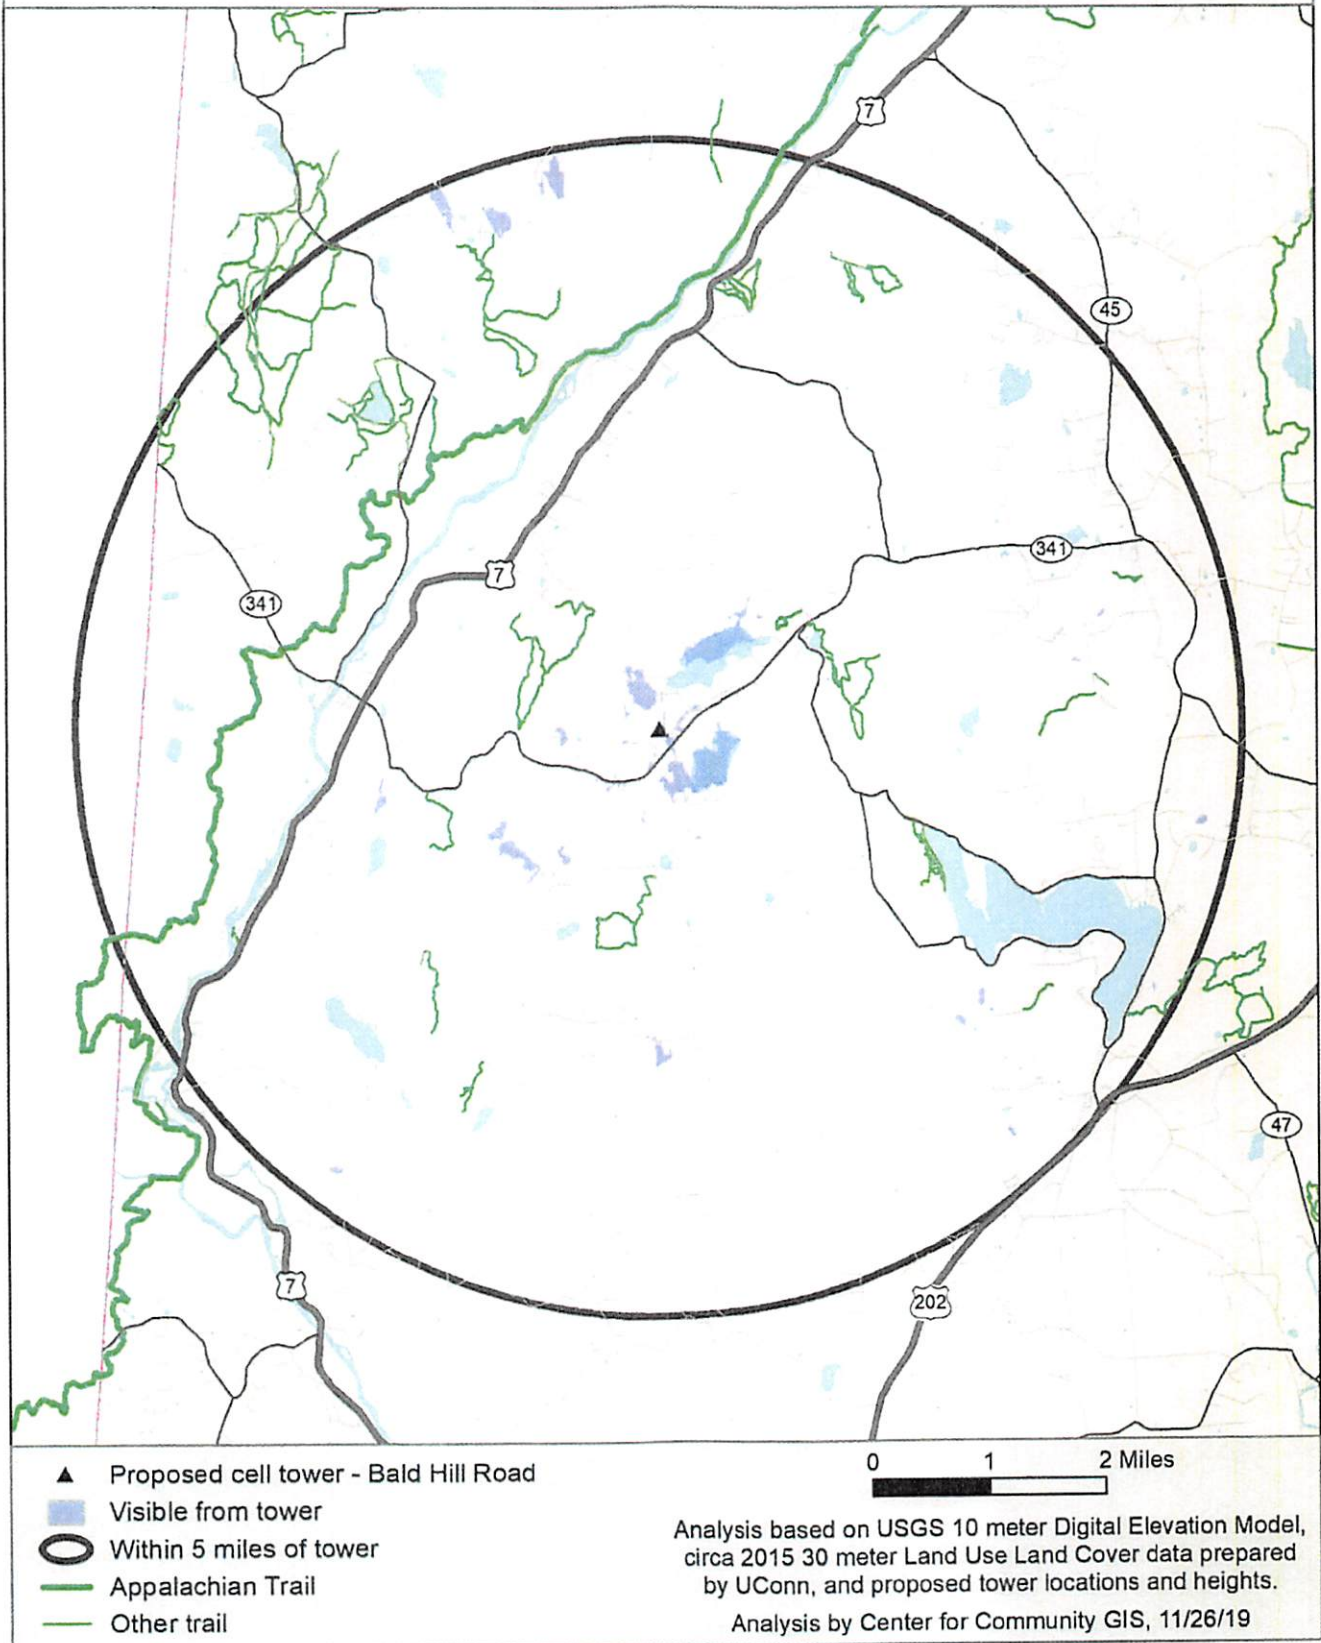 7
45
341
7
341
47
7
202
Proposed cell tower - Bald Hill Road
Visible from tower
Within 5 miles of tower
Appalachian Trail
Other trail
0 1 2 Miles
Analysis based on USGS 10 meter Digital Elevation Model,
circa 2015 30 meter Land Use Land Cover data prepared
by UConn, and proposed tower locations and heights.
Analysis by Center for Community GIS, 11/26/19